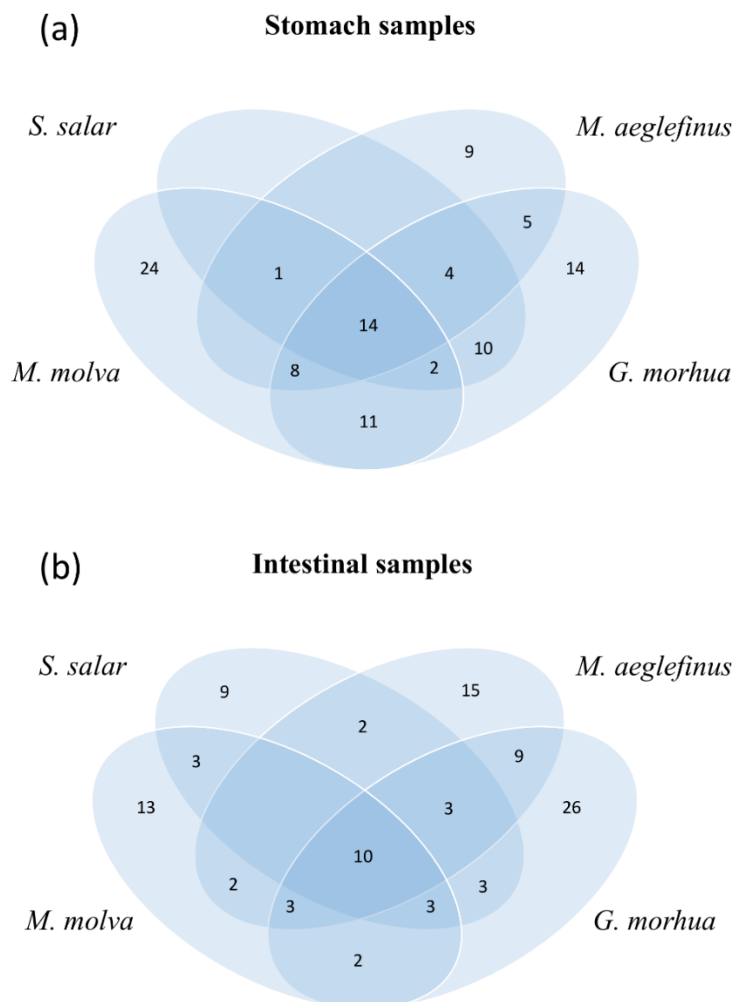 (a) Stomach samples
S. salar M. aeglefinus
9
5
24 1 4 14
14
10
M. molva 8 2 G. morhua
11
(b) Intestinal samples
S. salar M. aeglefinus
9 15
2
3 9
13 3 26
10
2 3
3 3
M. molva G. morhua
2